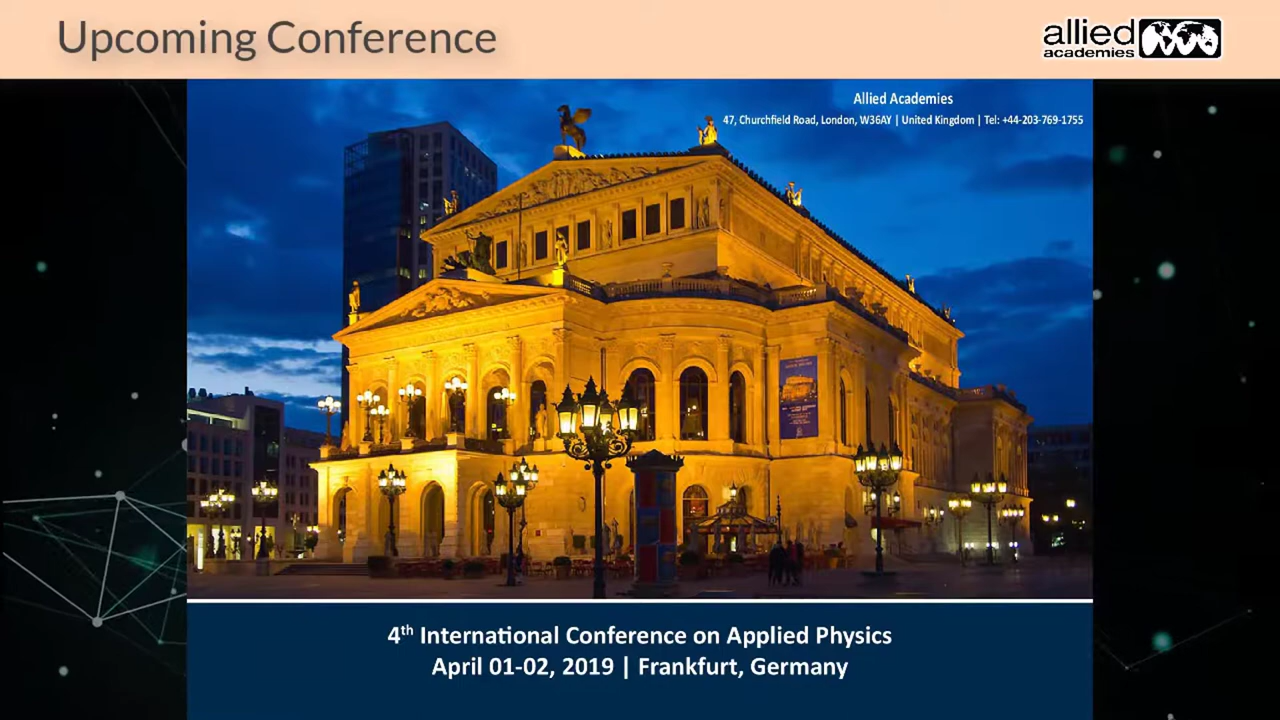 Upcoming Conference
allied
academies
Allied Academies
47, Churchfield Road, London, W36AY | United Kingdom | Tel: +44-203-769-1755
4th International Conference on Applied Physics
April 01-02, 2019 | Frankfurt, Germany